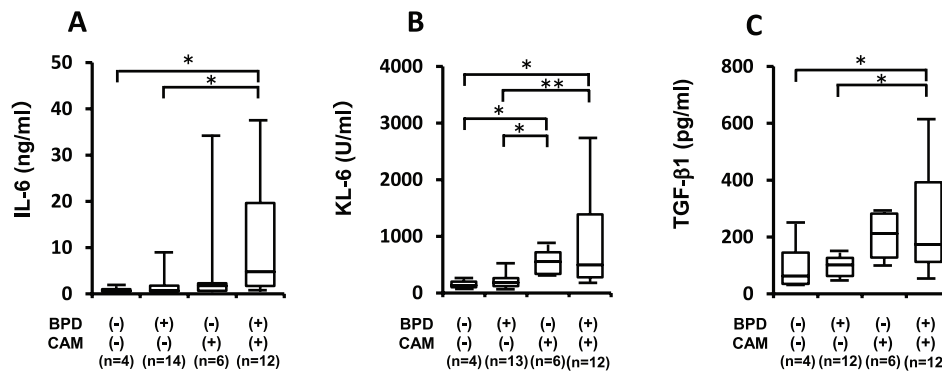 A
IL-6 (ng/ml)
50
40
30
20
10
0
*
*
BPD (-) (+) (-) (+)
CAM (-) (-) (+) (+)
(n=4) (n=14) (n=6) (n=12)
B
KL-6 (U/ml)
4000
3000
2000
1000
0
*
**
*
*
(-) (+) (-) (+)
BPD
(-) (-) (+) (+)
CAM
(n=4) (n=13) (n=6) (n=12)
C
TGF-β1 (pg/ml)
800
600
400
200
0
*
*
BPD (-) (+) (-) (+)
CAM (-) (-) (+) (+)
(n=4) (n=12) (n=6) (n=12)